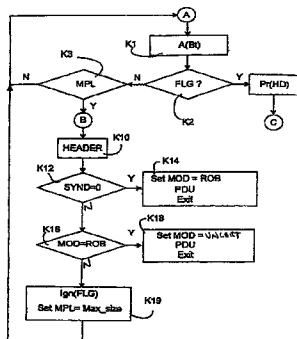 A
K1
A(Bt)
K3
N MPL N FLG ? Y Pr(HD)
Y
K2
B
C
HEADER
K10
K12
K14
SYND=0 Y Set MOD = ROB
PDU
Exit
N
K16
K18
MOD=ROB Y Set MOD =
PDU
Exit
N
Ign(FLG)
Set MPL= Max_size
K19